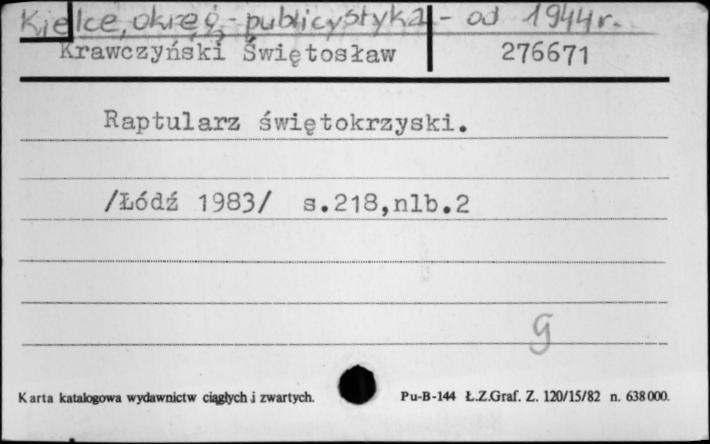 Kielce, okręg, - publicystyka - od 1944r.
Krawczyński Świętosław 276671
Raptularz świętokrzyski.
/Łódź 1983/ s.218,nlb.2
g
Karta katalogowa wydawnictw ciągłych i zwartych. Pu-B-144 Ł.Z.Graf. Z. 120/15/82 n. 638000.